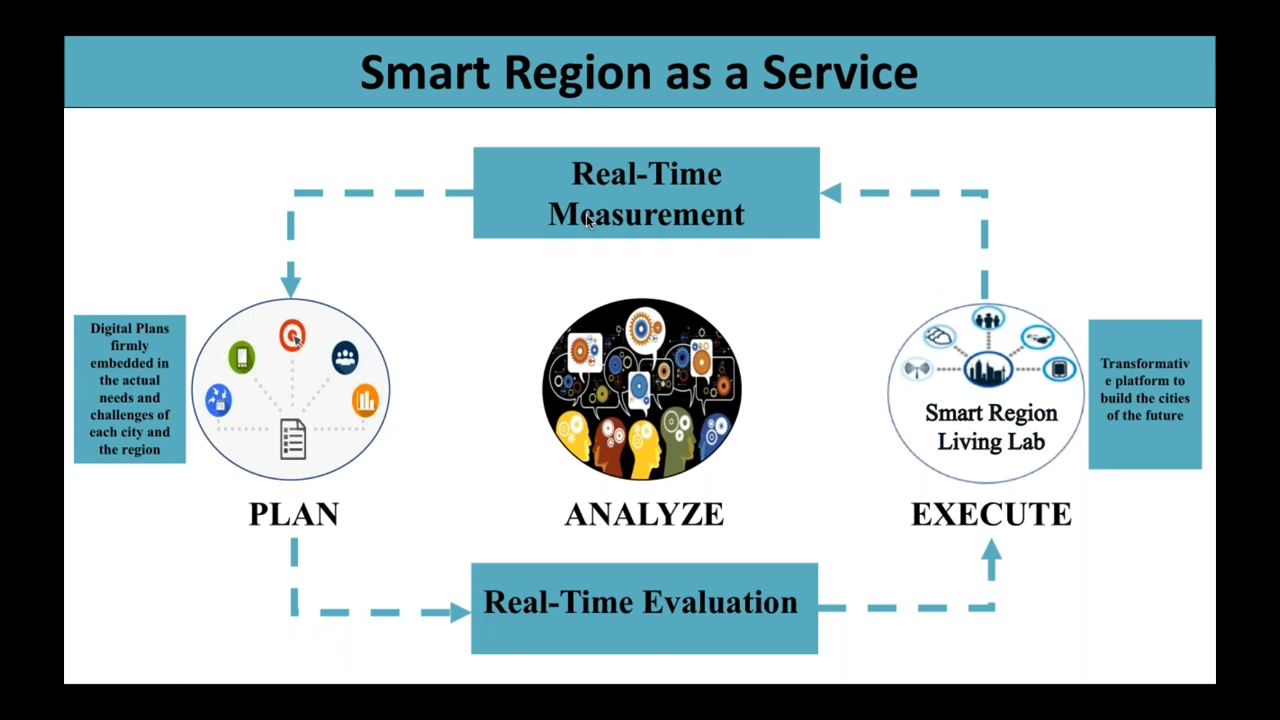 Smart Region as a Service
Real-Time
Measurement
Digital Plans
firmly
embedded in
the actual
needs and
challenges of
each city and
the region
Smart Region
Living Lab
Transformativ
e platform to
build the cities
of the future
PLAN
ANALYZE
EXECUTE
Real-Time Evaluation